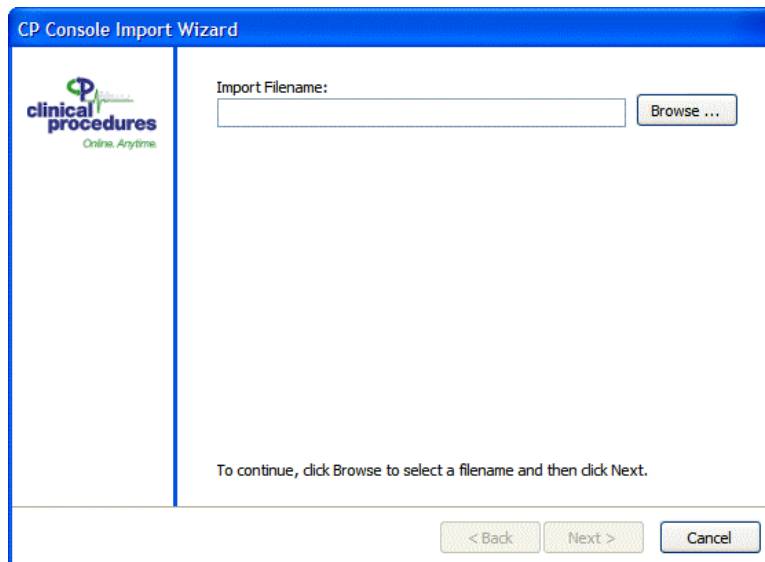 CP Console Import Wizard
CP
clinical
procedures
Online. Anytime.
Import Filename:
Browse ...
To continue, click Browse to select a filename and then click Next.
< Back
Next >
Cancel